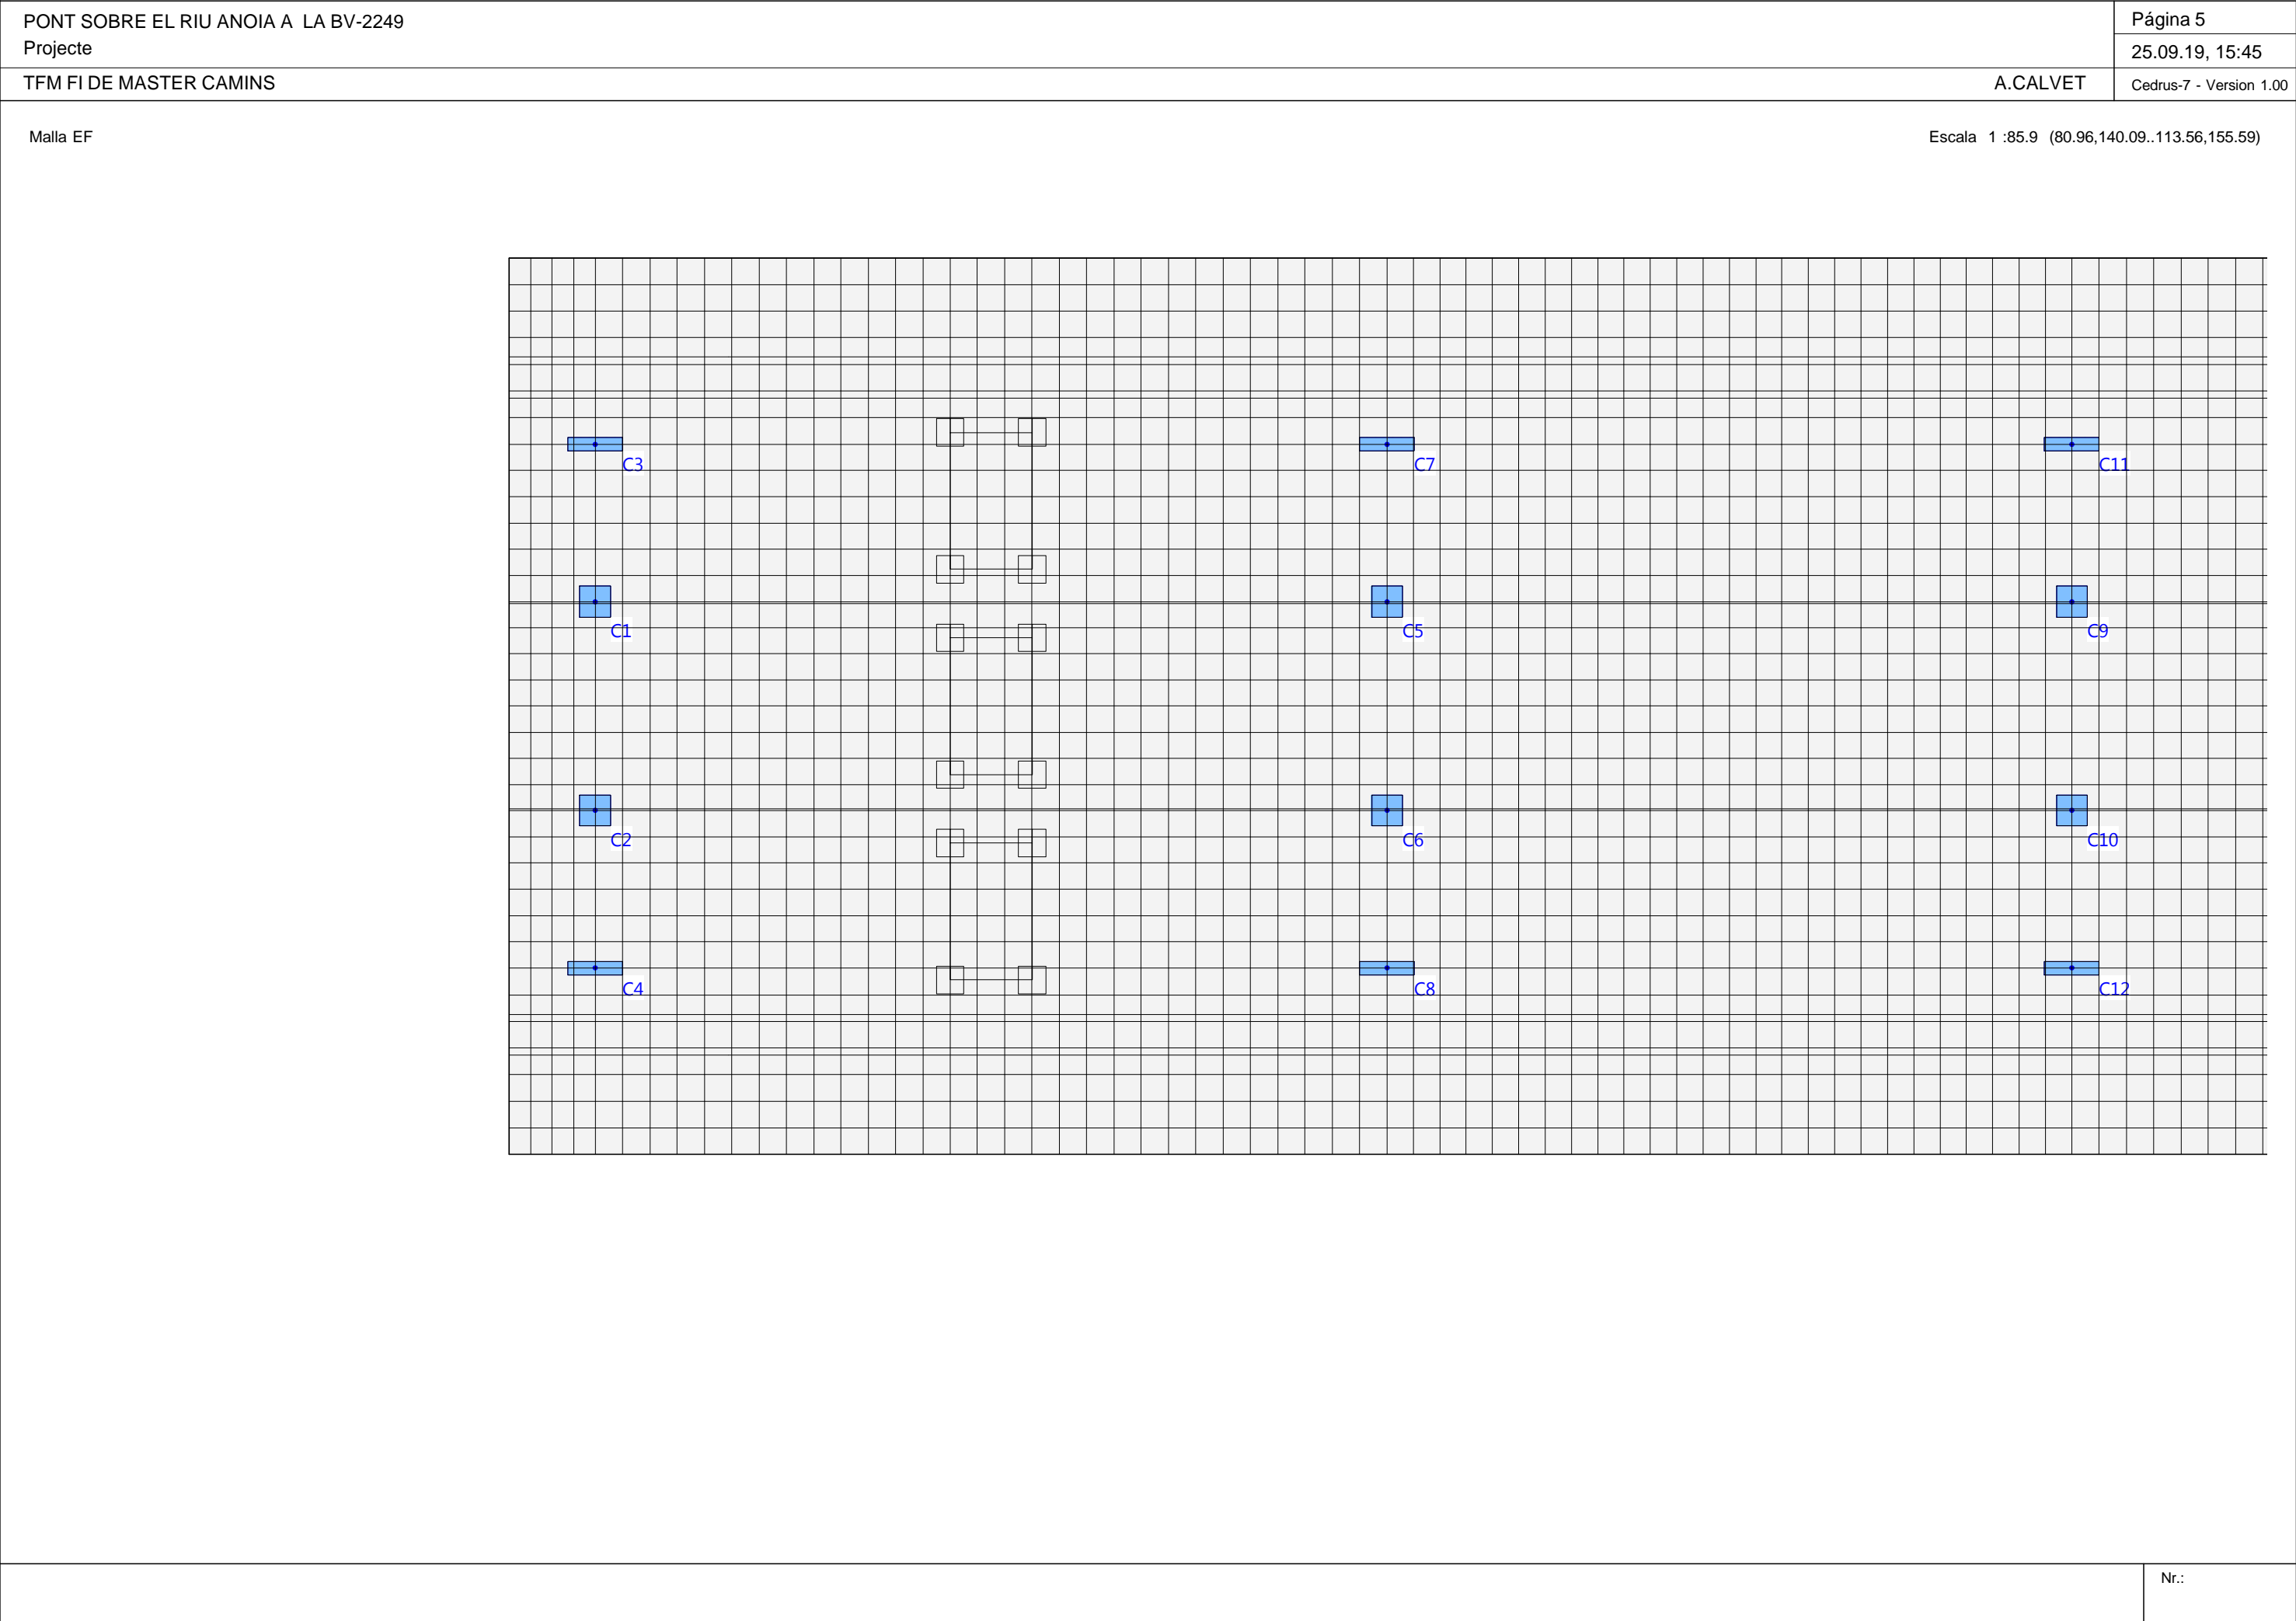 PONT SOBRE EL RIU ANOIA A LA BV-2249
Projecte
TFM FI DE MASTER CAMINS
A.CALVET
Página 5
25.09.19, 15:45
Cedrus-7 - Version 1.00
Malla EF
Escala 1 :85.9 (80.96,140.09..113.56,155.59)
C3
C7
C11
C1
C5
C9
C2
C6
C10
C4
C8
C12
Nr.: